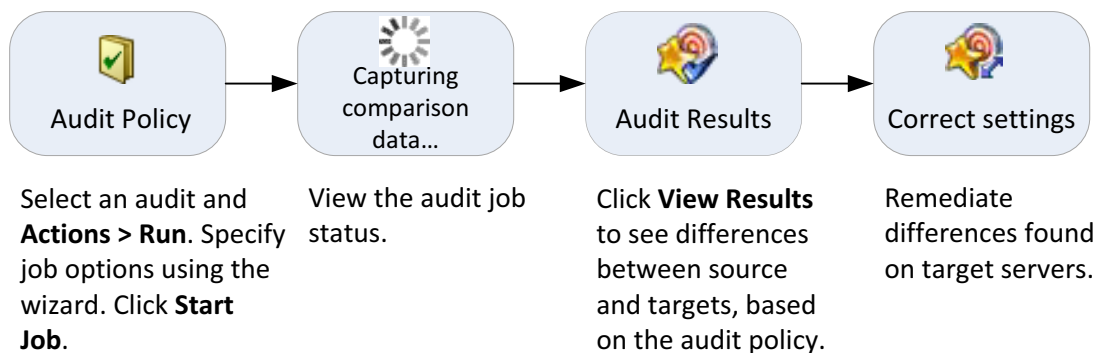 Audit Policy
Capturing
comparison
data...
Audit Results
Correct settings
Select an audit and
Actions > Run. Specify
job options using the
wizard. Click Start
Job.
View the audit job
status.
Click View Results
to see differences
between source
and targets, based
on the audit policy.
Remediate
differences found
on target servers.